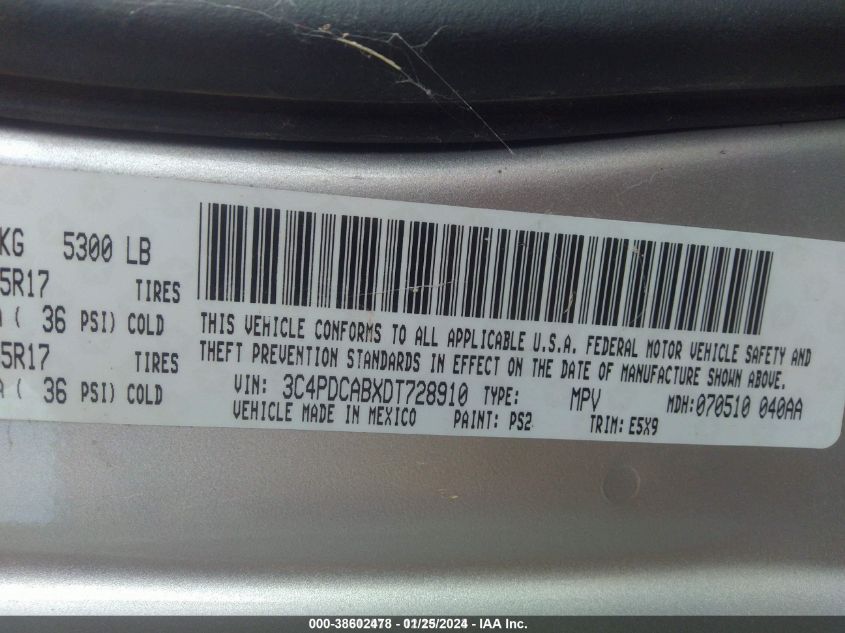 KG 5300 LB
5R17 TIRES
( 36 PSI) COLD
5R17 TIRES
( 36 PSI) COLD
THIS VEHICLE CONFORMS TO ALL APPLICABLE U.S.A. FEDERAL MOTOR VEHICLE SAFETY AND
THEFT PREVENTION STANDARDS IN EFFECT ON THE DATE OF MANUFACTURE SHOWN ABOVE.
VIN: 3C4PDCABXDT728910 TYPE: MPV MDH:070510 040AA
VEHICLE MADE IN MEXICO PAINT: PS2 TRIM: E5X9
000-38602478 - 01/25/2024 - IAA Inc.